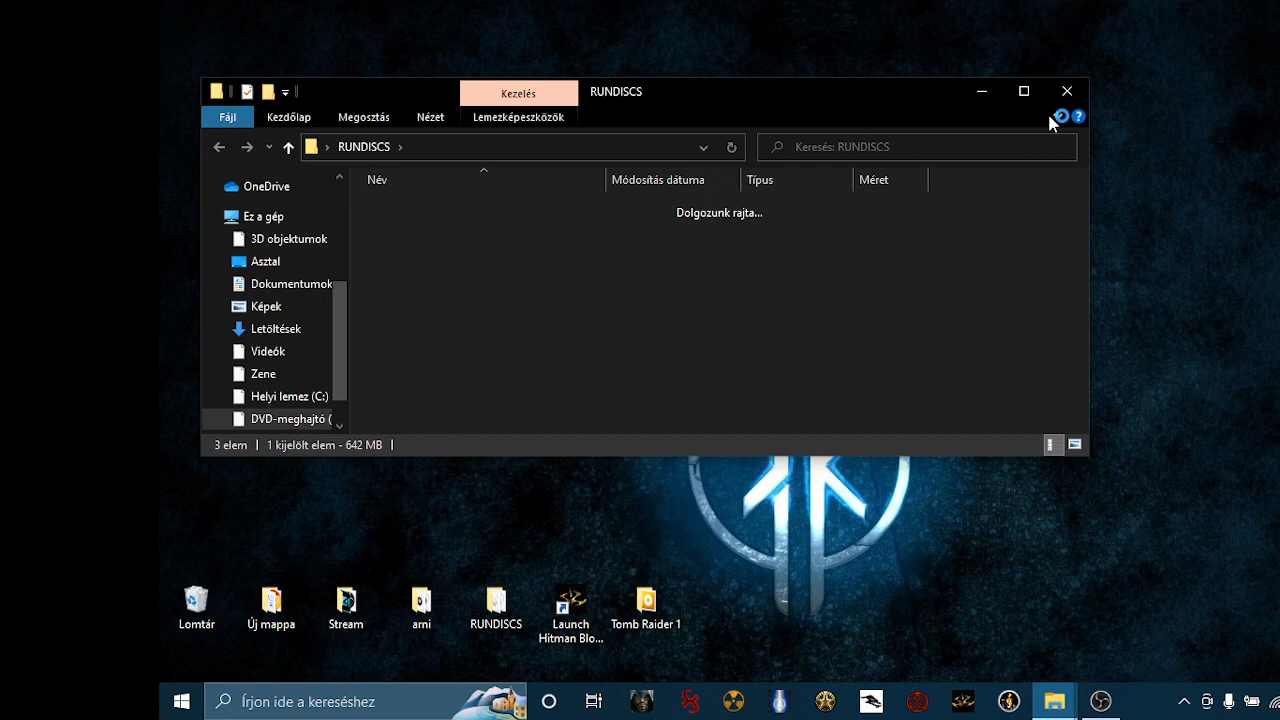 Kezelés
RUNDISCS
Fájl
Kezdőlap
Megosztás
Nézet
Lemezképeszközök
RUNDISCS
Keresés: RUNDISCS
Név
Módosítás dátuma
Típus
Méret
Dolgozunk rajta...
OneDrive
Ez a gép
3D objektumok
Asztal
Dokumentumok
Képek
Letöltések
Videók
Zene
Helyi lemez (C:)
DVD-meghajtó (
3 elem
1 kijelölt elem - 642 MB
Lomtár
Új mappa
Stream
arni
RUNDISCS
Launch
Hitman Blo...
Tomb Raider 1
Írjon ide a kereséshez